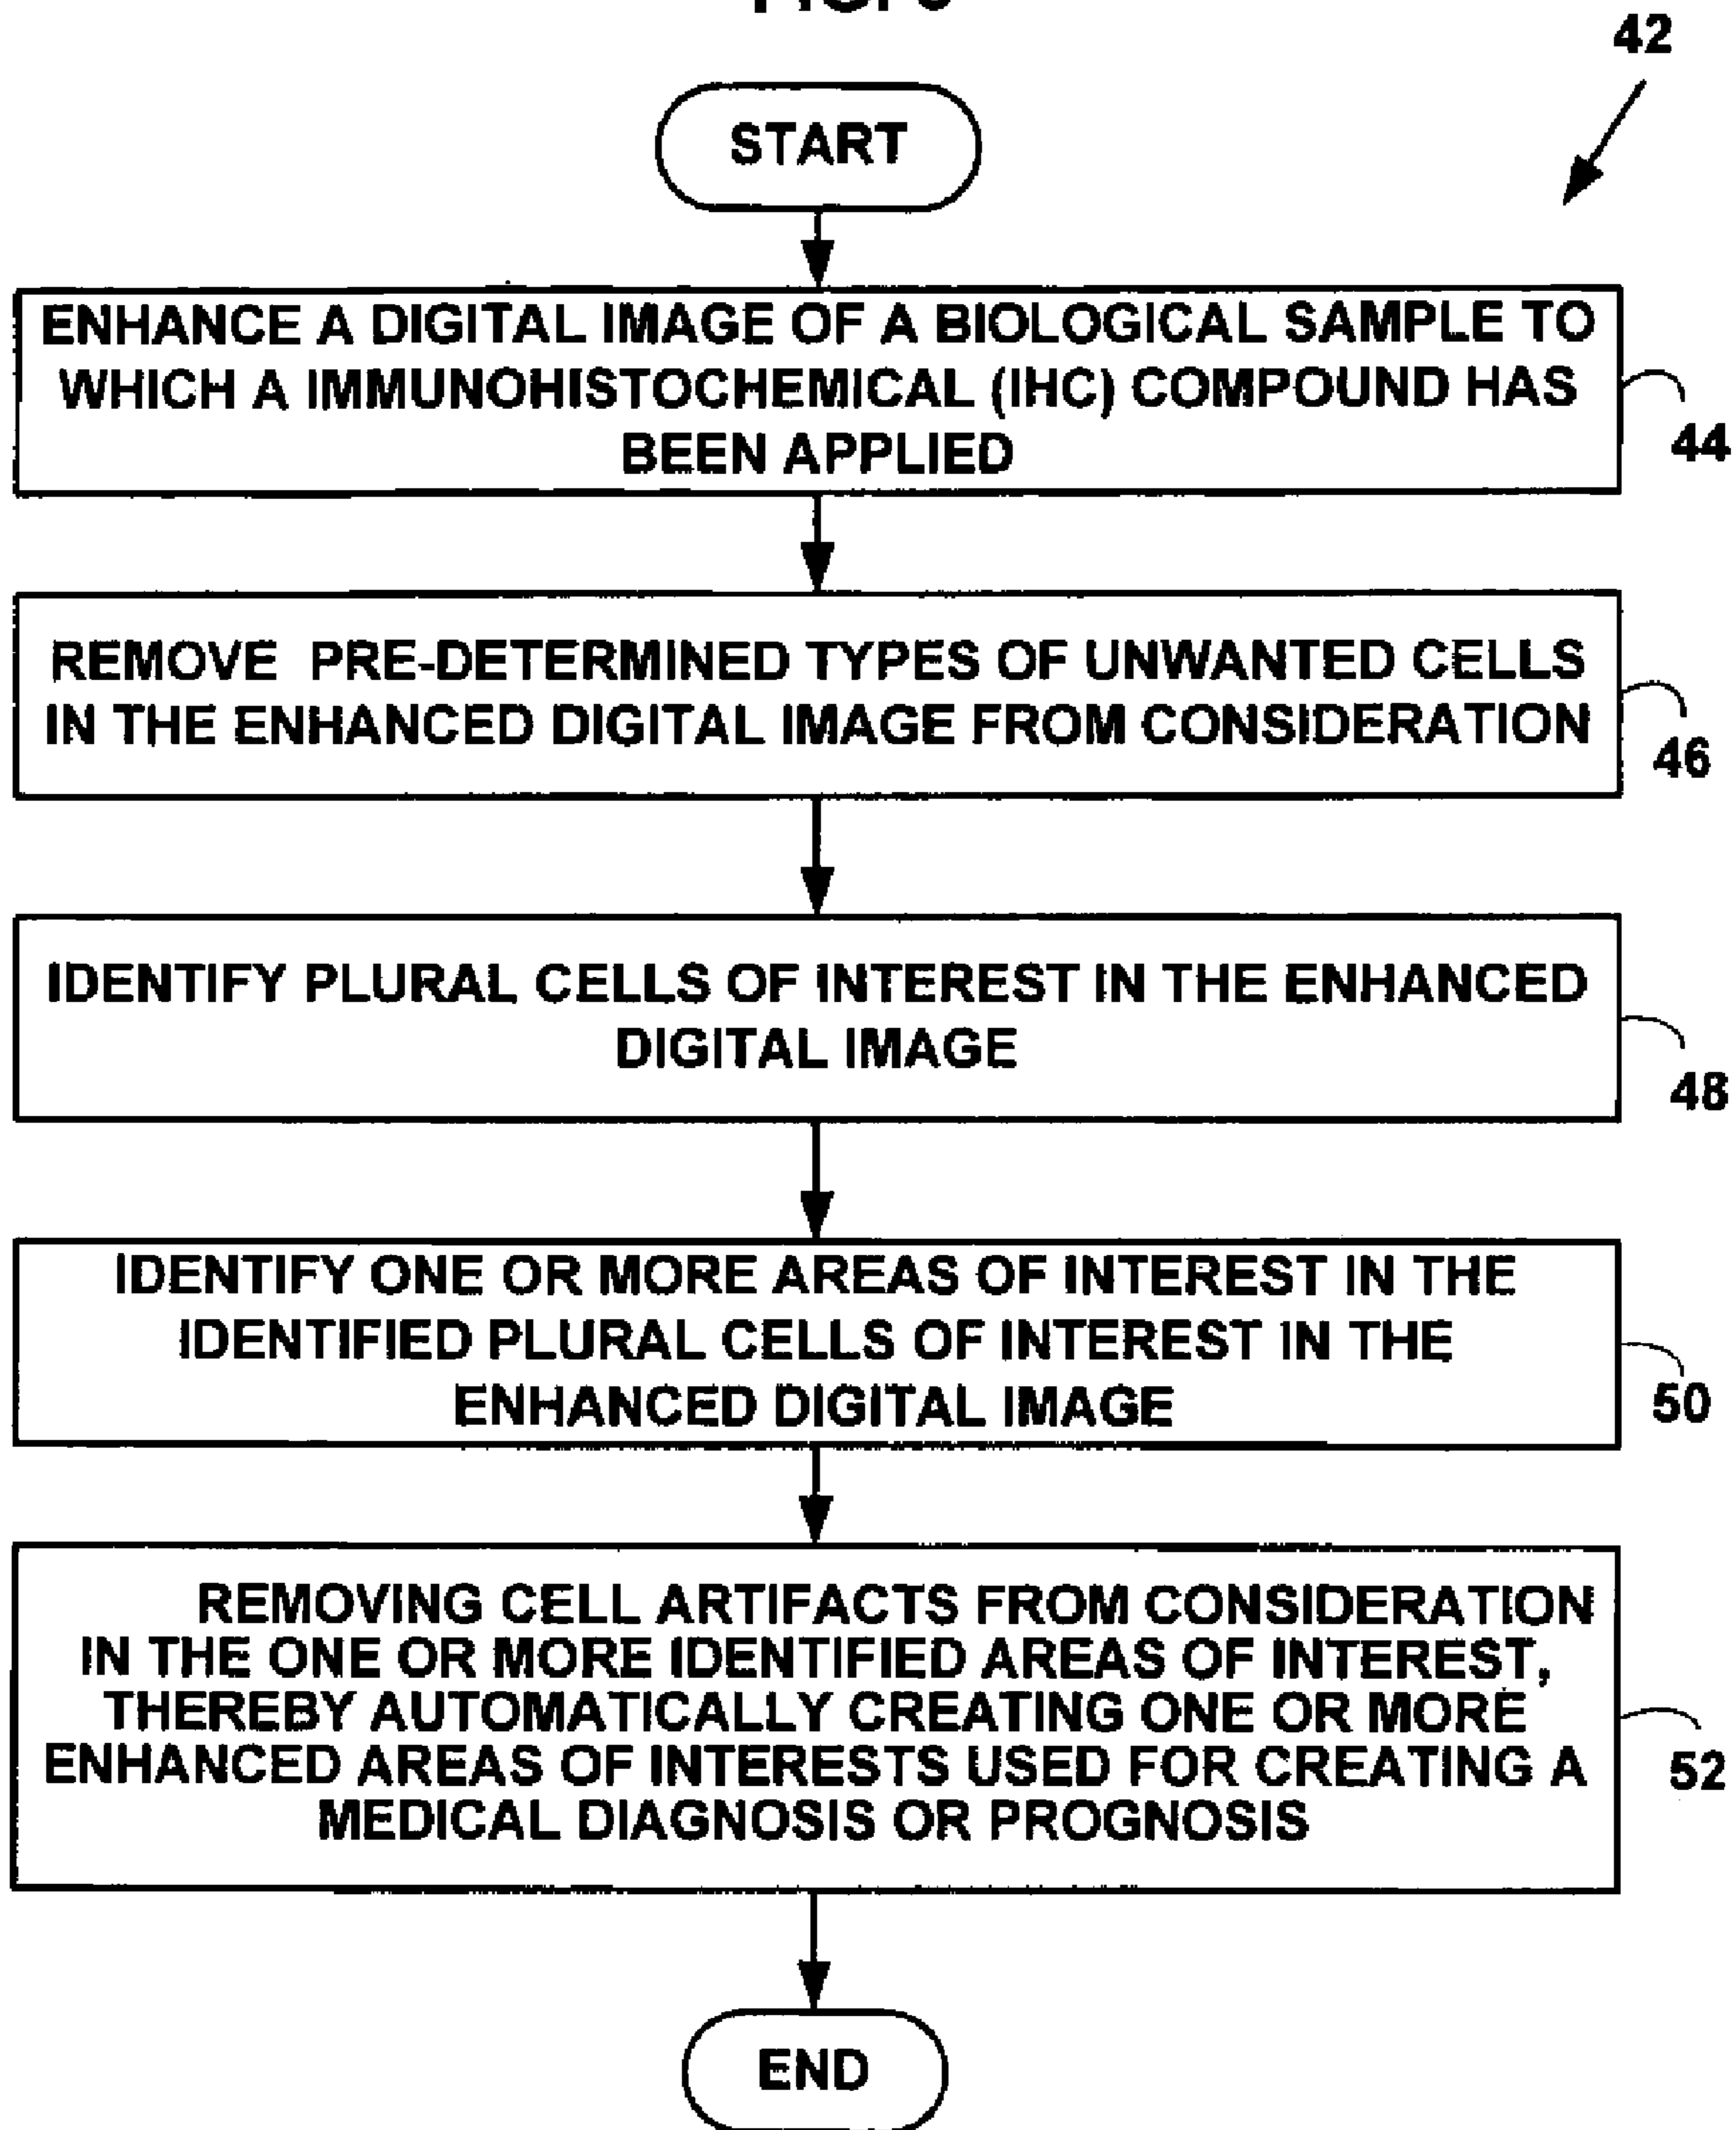 42
START
ENHANCE A DIGITAL IMAGE OF A BIOLOGICAL SAMPLE TO
WHICH A IMMUNOHISTOCHEMICAL (IHC) COMPOUND HAS
BEEN APPLIED
44
REMOVE PRE-DETERMINED TYPES OF UNWANTED CELLS
IN THE ENHANCED DIGITAL IMAGE FROM CONSIDERATION
46
IDENTIFY PLURAL CELLS OF INTEREST IN THE ENHANCED
DIGITAL IMAGE
48
IDENTIFY ONE OR MORE AREAS OF INTEREST IN THE
IDENTIFIED PLURAL CELLS OF INTEREST IN THE
ENHANCED DIGITAL IMAGE
50
REMOVING CELL ARTIFACTS FROM CONSIDERATION
IN THE ONE OR MORE IDENTIFIED AREAS OF INTEREST,
THEREBY AUTOMATICALLY CREATING ONE OR MORE
ENHANCED AREAS OF INTERESTS USED FOR CREATING A
MEDICAL DIAGNOSIS OR PROGNOSIS
52
END